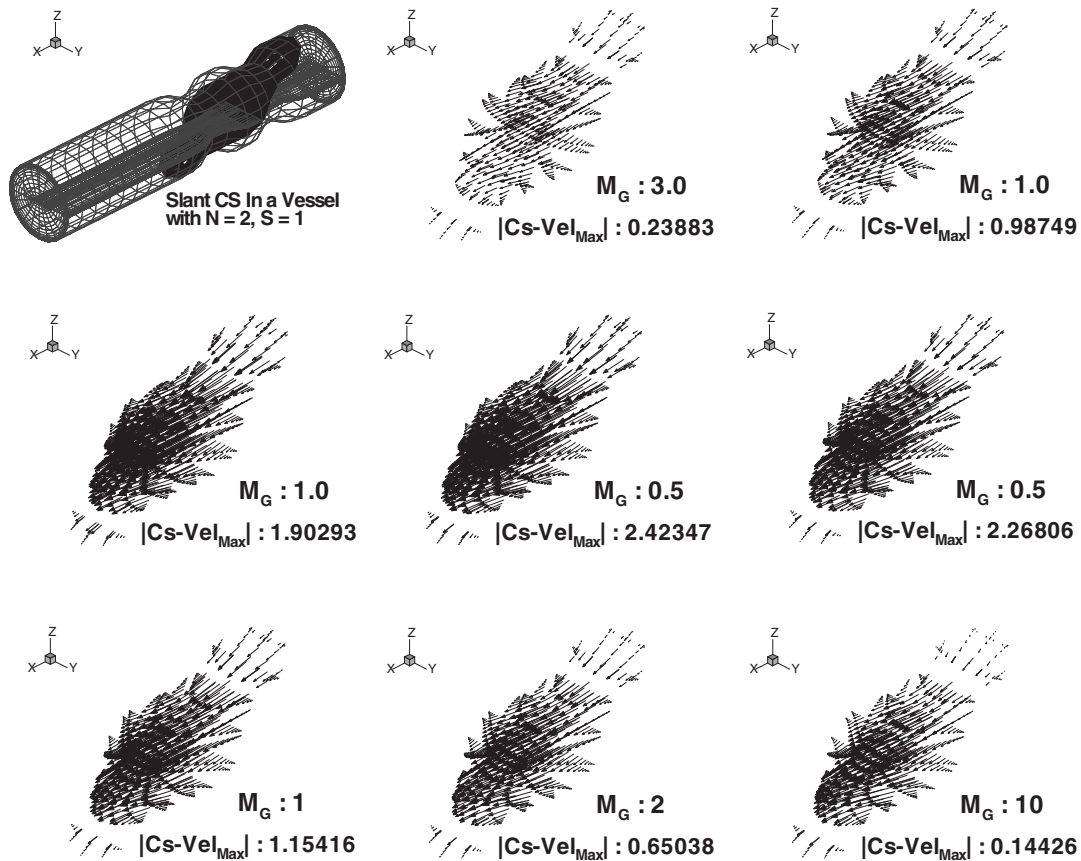 Z
X Y
Slant CS In a Vessel
with N = 2, S = 1
Z
X Y
M_G : 3.0
|Cs-Vel_Max| : 0.23883
Z
X Y
M_G : 1.0
|Cs-Vel_Max| : 0.98749
Z
X Y
M_G : 1.0
|Cs-Vel_Max| : 1.90293
Z
X Y
M_G : 0.5
|Cs-Vel_Max| : 2.42347
Z
X Y
M_G : 0.5
|Cs-Vel_Max| : 2.26806
Z
X Y
M_G : 1
|Cs-Vel_Max| : 1.15416
Z
X Y
M_G : 2
|Cs-Vel_Max| : 0.65038
Z
X Y
M_G : 10
|Cs-Vel_Max| : 0.14426